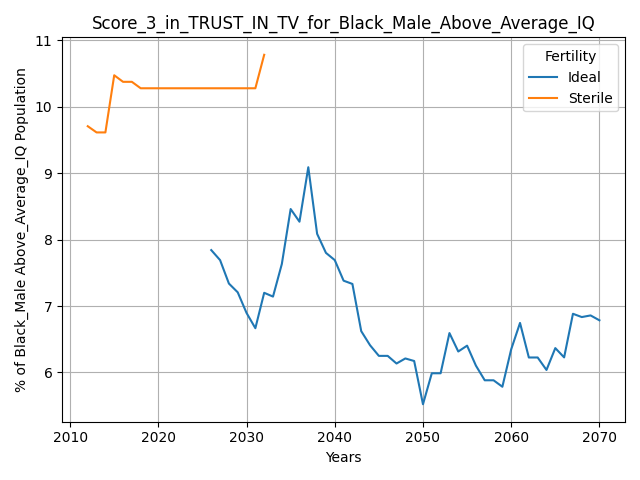 Score_3_in_TRUST_IN_TV_for_Black_Male_Above_Average_IQ
% of Black_Male Above_Average_IQ Population
11
10
9
8
7
6
Fertility
Ideal
Sterile
2010 2020 2030 2040 2050 2060 2070
Years